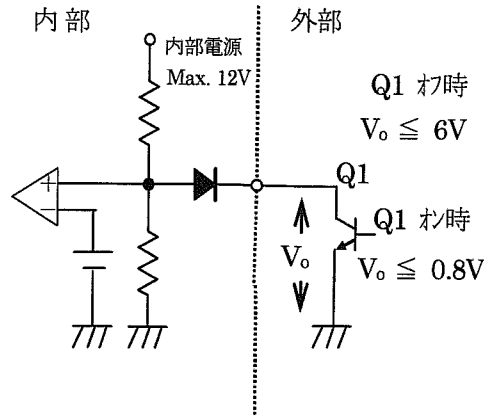 内部
外部
内部電源
Max. 12V
Q1 ｵﾌ時
Vo ≦ 6V
Q1
Q1 ｵﾝ時
Vo
Vo ≦ 0.8V
+
−